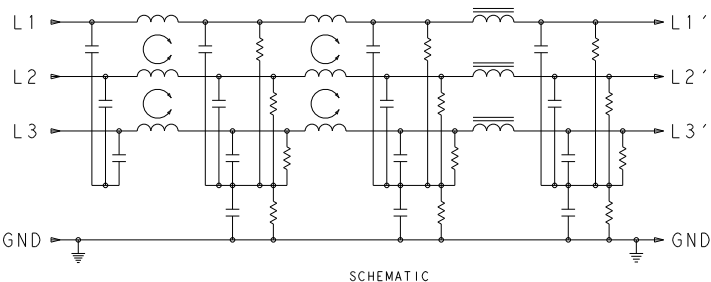 L1 L1'
L2 L2'
L3 L3'
GND GND
SCHEMATIC